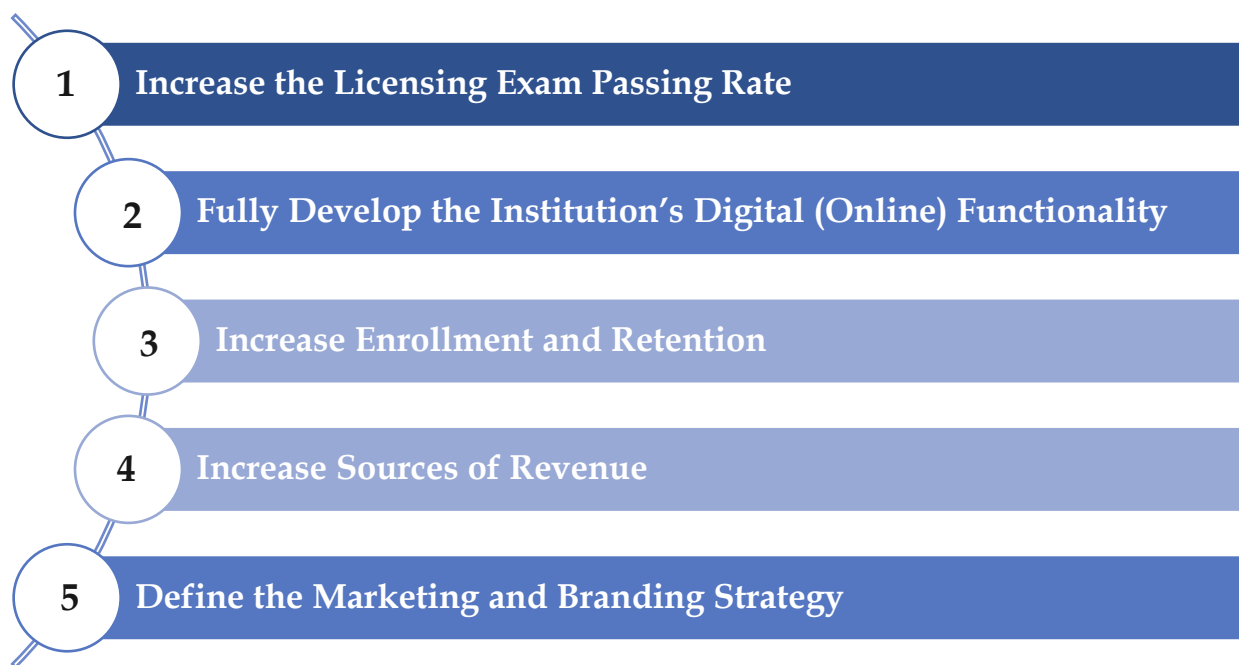 1 Increase the Licensing Exam Passing Rate
2 Fully Develop the Institution’s Digital (Online) Functionality
3 Increase Enrollment and Retention
4 Increase Sources of Revenue
5 Define the Marketing and Branding Strategy